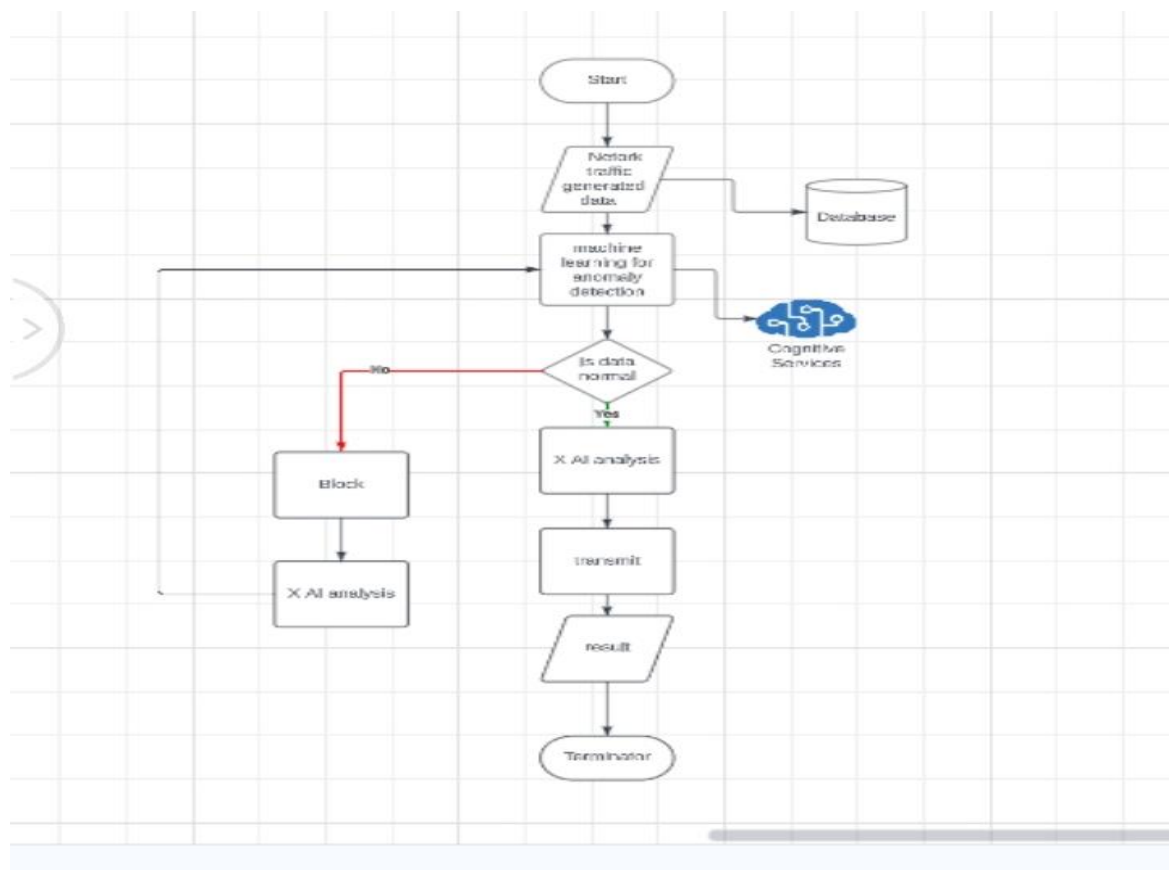 Start
Netork
traffic
generated
data
Database
machine
learning for
anomaly
detection
Cognitive
Services
Is data
normal
No
Yes
X AI analysis
Block
transmit
X AI analysis
result
Terminator